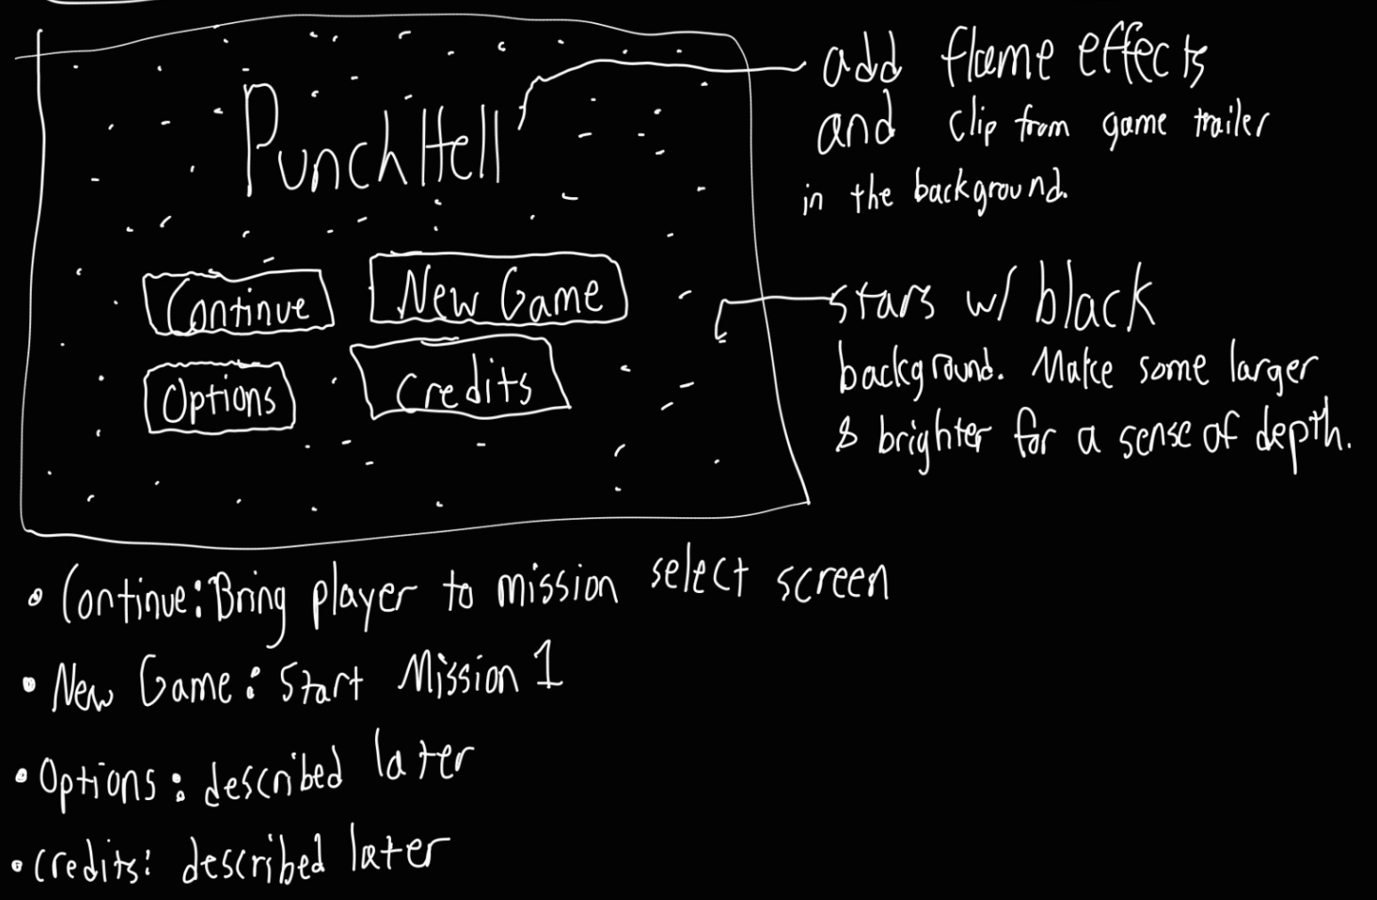 PunchHell
add flame effects
and clip from game trailer
in the background.
Continue New Game
Options Credits
stars w/ black
background. Make some larger
& brighter for a sense of depth.
• Continue: Bring player to mission select screen
• New Game: Start Mission 1
• Options: described later
• Credits: described later